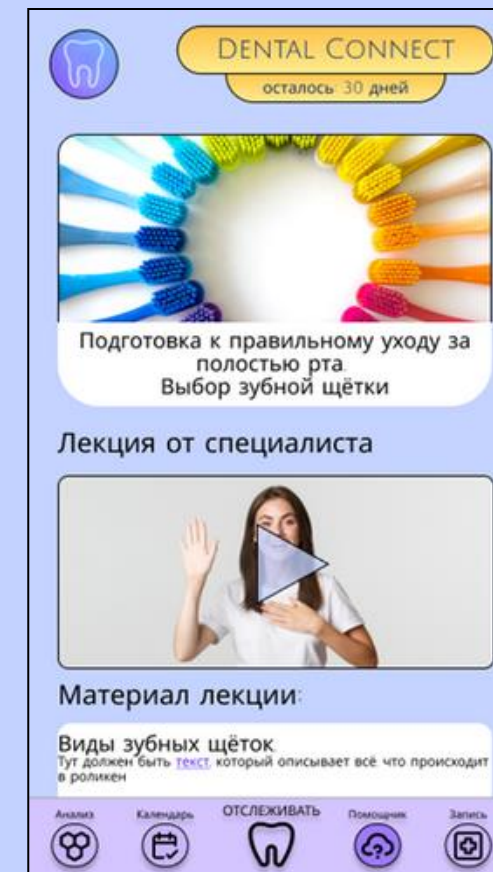 DENTAL CONNECT
осталось: 30 дней
Подготовка к правильному уходу за
полостью рта.
Выбор зубной щётки
Лекция от специалиста
Материал лекции:
Виды зубных щёток.
Тут должен быть текст, который описывает всё что происходит
в роликен
Анализ
Календарь
ОТСЛЕЖИВАТЬ
Помощник
Запись